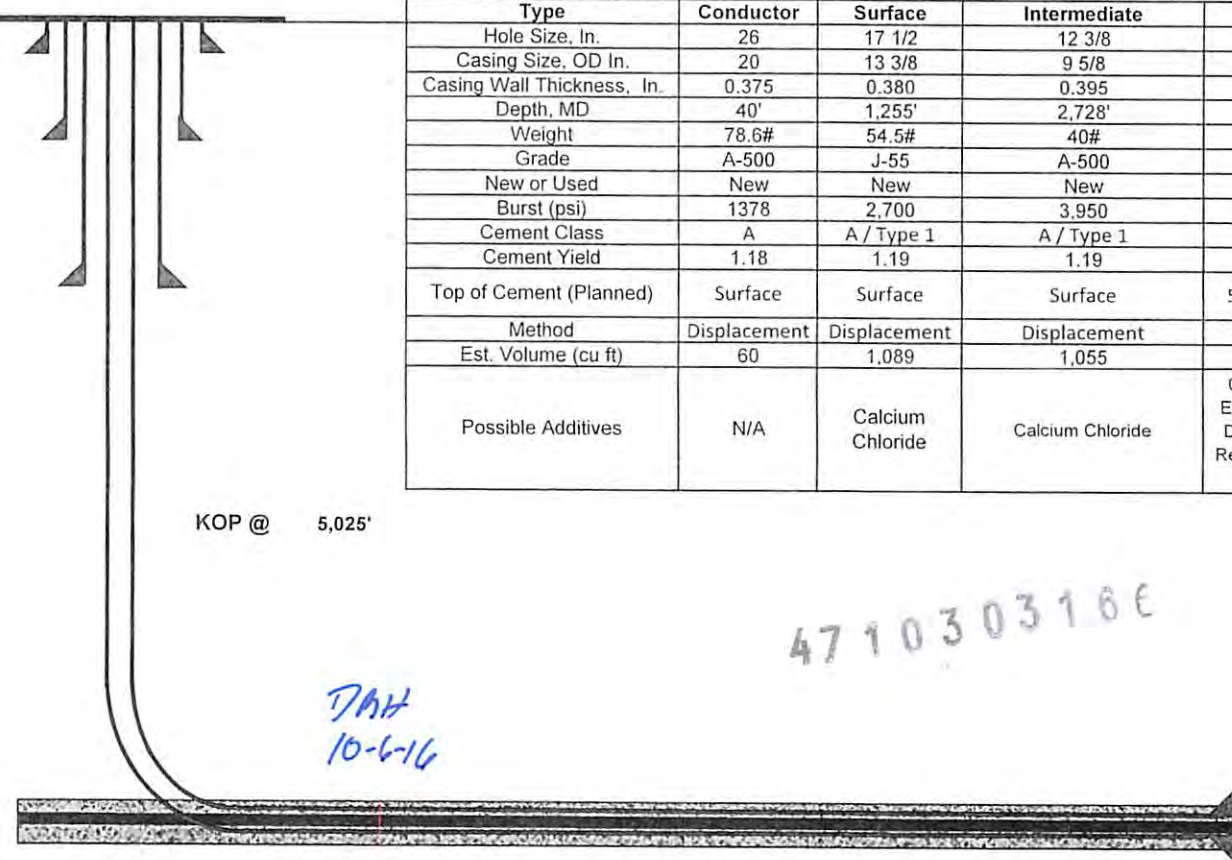 Type Conductor Surface Intermediate
Hole Size, In. 26 17 1/2 12 3/8
Casing Size, OD In. 20 13 3/8 9 5/8
Casing Wall Thickness, In. 0.375 0.380 0.395
Depth, MD 40' 1,255' 2,728'
Weight 78.6# 54.5# 40#
Grade A-500 J-55 A-500
New or Used New New New
Burst (psi) 1378 2,700 3,950
Cement Class A A / Type 1 A / Type 1
Cement Yield 1.18 1.19 1.19
Top of Cement (Planned) Surface Surface Surface
Method Displacement Displacement Displacement
Est. Volume (cu ft) 60 1,089 1,055
Possible Additives N/A Calcium Chloride Calcium Chloride
KOP @ 5,025'
4710303166
DBH
10-6-16